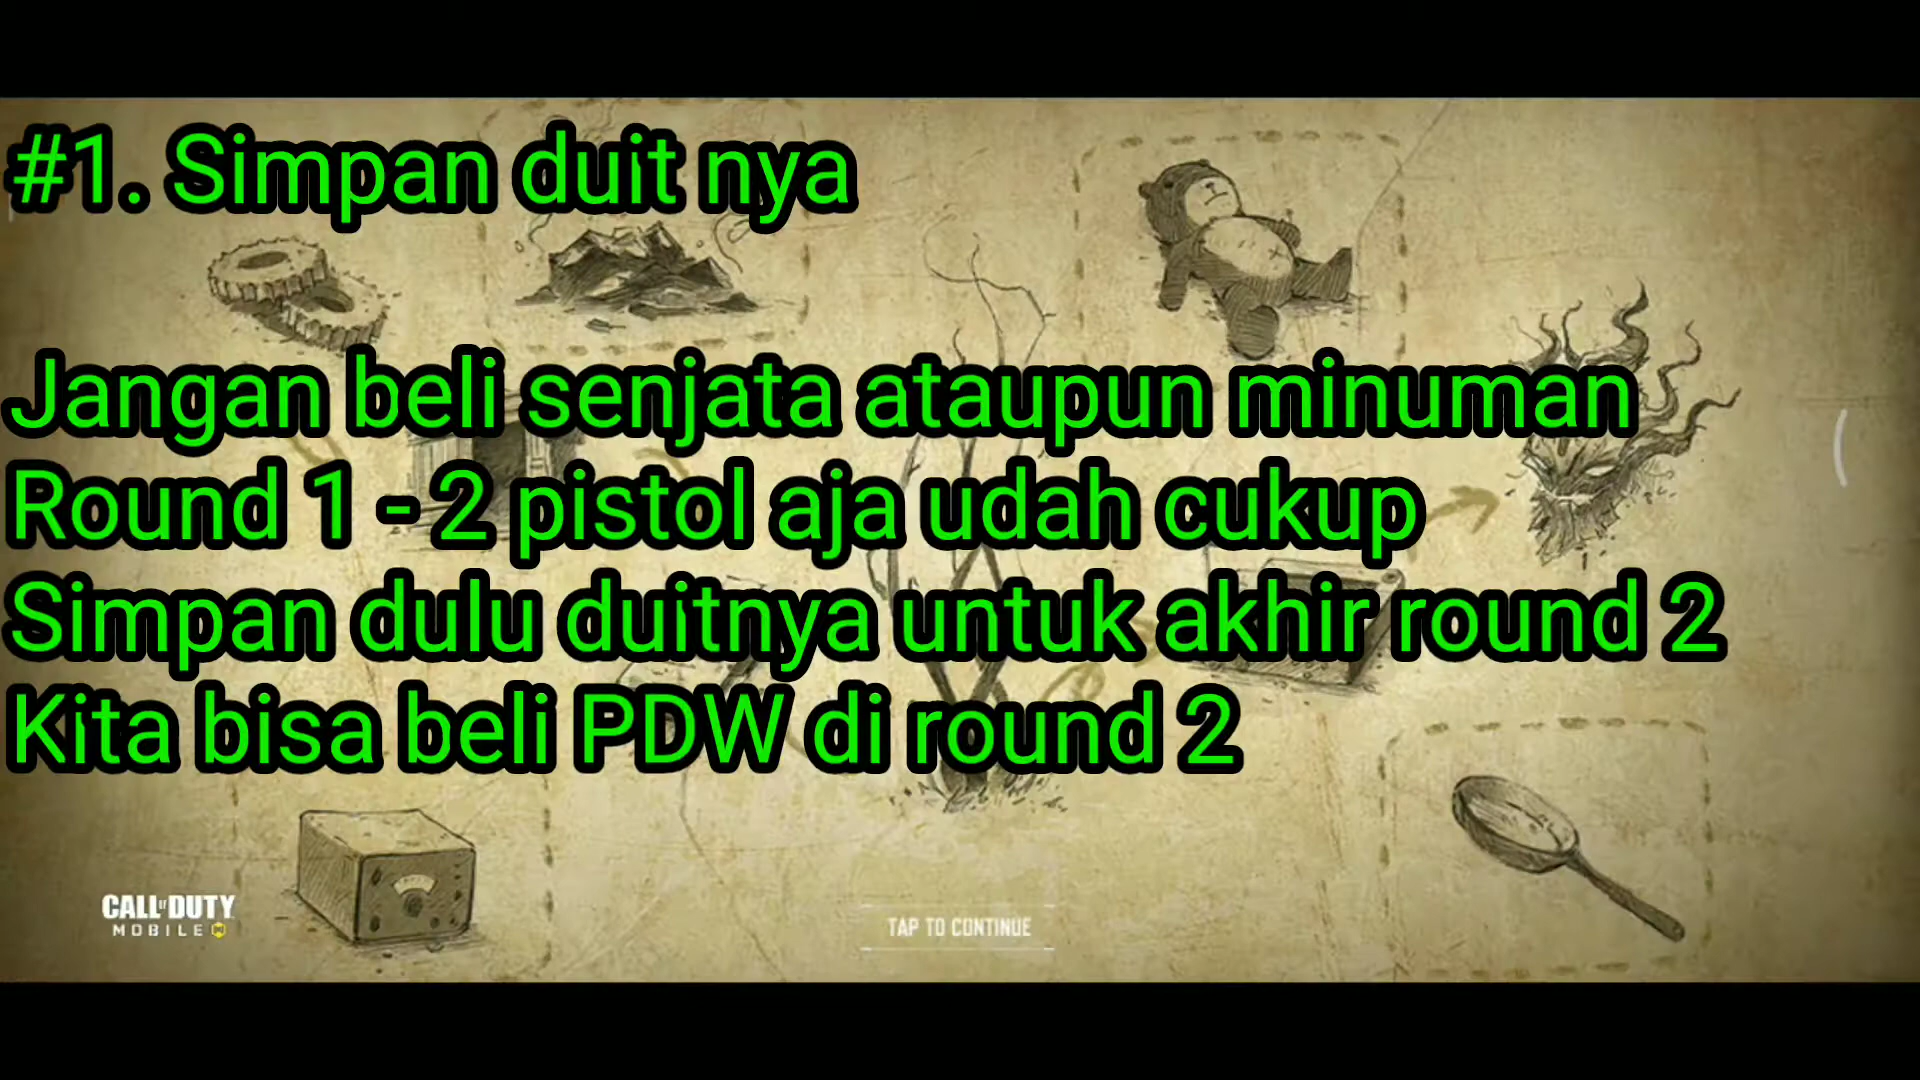 #1. Simpan duit nya
Jangan beli senjata ataupun minuman
Round 1 - 2 pistol aja udah cukup
Simpan dulu duitnya untuk akhir round 2
Kita bisa beli PDW di round 2
CALL OF DUTY
MOBILE
TAP TO CONTINUE